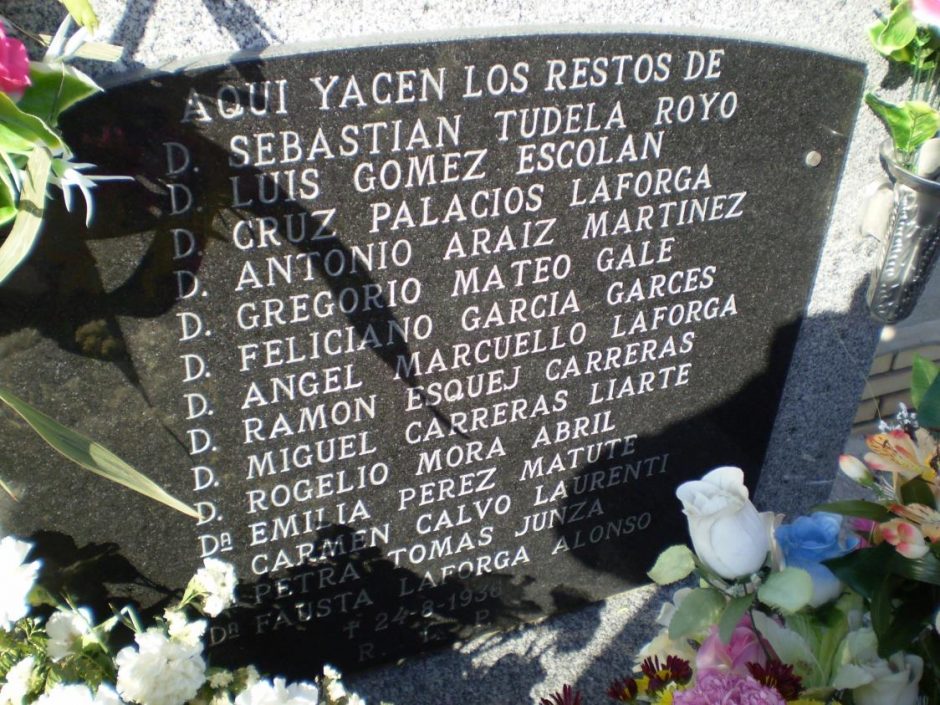 AQUI YACEN LOS RESTOS DE
D. SEBASTIAN TUDELA ROYO
D. LUIS GOMEZ ESCOLAN
D. CRUZ PALACIOS LAFORGA
D. ANTONIO ARAIZ MARTINEZ
D. GREGORIO MATEO GALE
D. FELICIANO GARCIA GARCES
D. ANGEL MARCUELLO LAFORGA
D. RAMON ESQUEJ CARRERAS
D. MIGUEL CARRERAS LIARTE
D. ROGELIO MORA ABRIL
Dª EMILIA PEREZ MATUTE
CARMEN CALVO LAURENTI
PETRA TOMAS JUNZA
Dª FAUSTA LAFORGA ALONSO
✝ 24-8-1936
R. I. P.